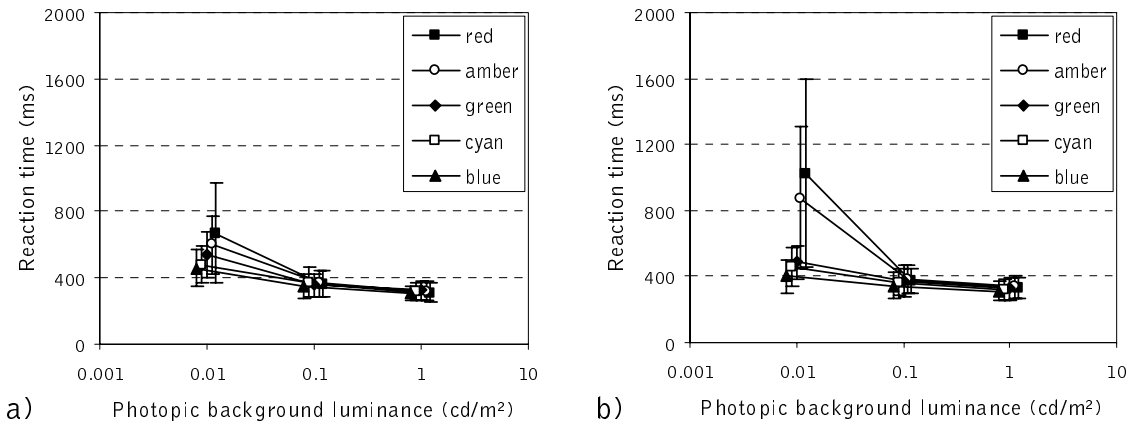 2000
1600
1200
800
400
0
Reaction time (ms)
0.001 0.01 0.1 1 10
Photopic background luminance (cd/m²)
red
amber
green
cyan
blue
a)
2000
1600
1200
800
400
0
Reaction time (ms)
0.001 0.01 0.1 1 10
Photopic background luminance (cd/m²)
red
amber
green
cyan
blue
b)